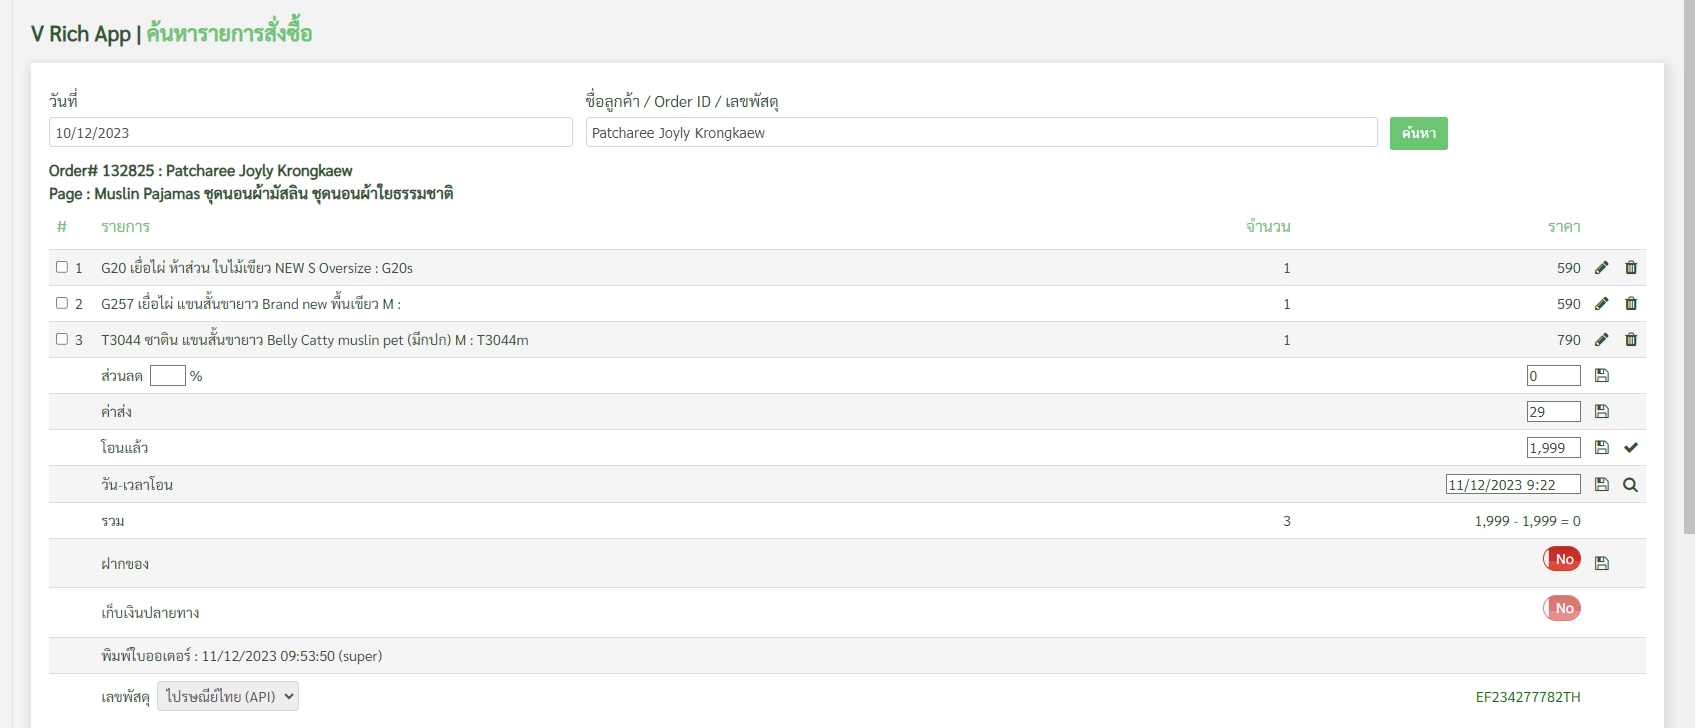 V Rich App | ค้นหารายการสั่งซื้อ
วันที่ ชื่อลูกค้า / Order ID / เลขพัสดุ
10/12/2023 Patcharee Joyly Krongkaew ค้นหา
Order# 132825 : Patcharee Joyly Krongkaew
Page : Muslin Pajamas ชุดนอนผ้ามัสลิน ชุดนอนผ้าใยธรรมชาติ
# รายการ จำนวน ราคา
1 G20 เยื่อไผ่ ห้าส่วน ใบไม้เขียว NEW S Oversize : G20s 1 590
2 G257 เยื่อไผ่ แขนสั้นขายาว Brand new พื้นเขียว M : 1 590
3 T3044 ซาติน แขนสั้นขายาว Belly Catty muslin pet (มีกปก) M : T3044m 1 790
ส่วนลด % 0
ค่าส่ง 29
โอนแล้ว 1,999
วัน-เวลาโอน 11/12/2023 9:22
รวม 3 1,999 - 1,999 = 0
ฝากของ No
เก็บเงินปลายทาง No
พิมพ์ใบออเดอร์ : 11/12/2023 09:53:50 (super)
เลขพัสดุ ไปรษณีย์ไทย (API) EF234277782TH